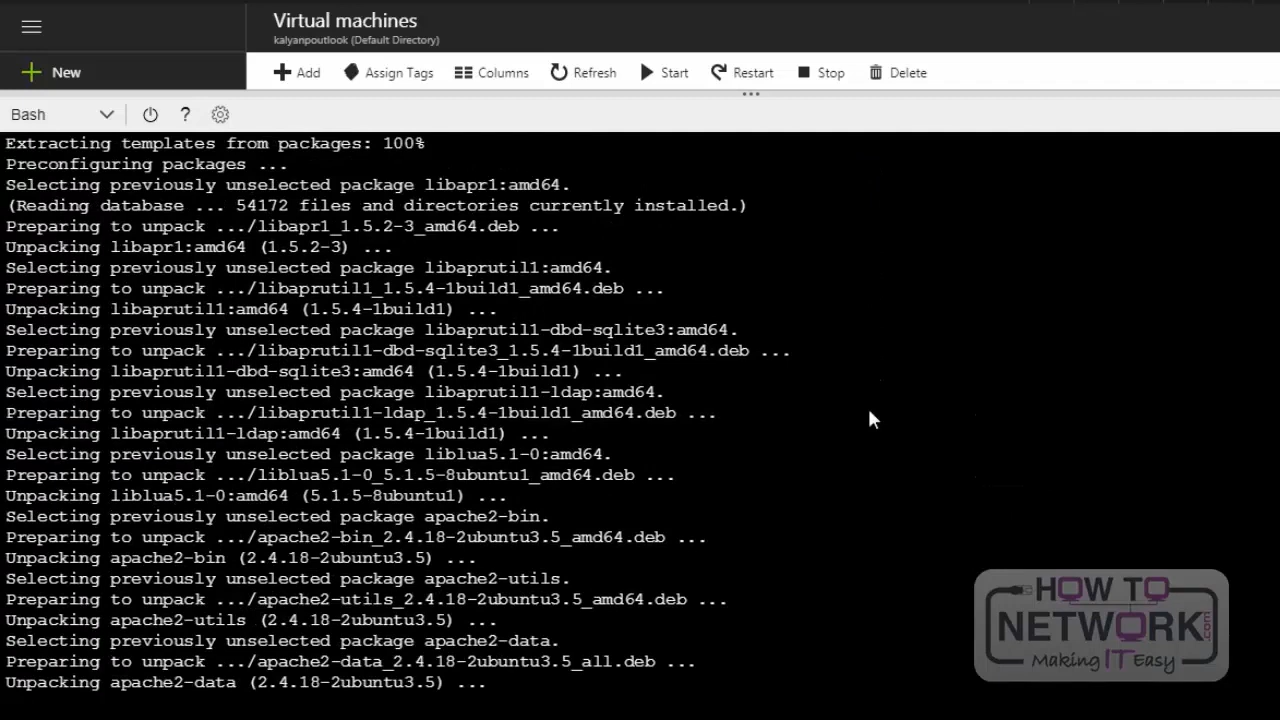 Virtual machines
kalyanpoutlook (Default Directory)
New
Add Assign Tags Columns Refresh Start Restart Stop Delete
Bash ?
Extracting templates from packages: 100%
Preconfiguring packages ...
Selecting previously unselected package libapr1:amd64.
(Reading database ... 54172 files and directories currently installed.)
Preparing to unpack .../libapr1_1.5.2-3_amd64.deb ...
Unpacking libapr1:amd64 (1.5.2-3) ...
Selecting previously unselected package libaprutil1:amd64.
Preparing to unpack .../libaprutil1_1.5.4-1build1_amd64.deb ...
Unpacking libaprutil1:amd64 (1.5.4-1build1) ...
Selecting previously unselected package libaprutil1-dbd-sqlite3:amd64.
Preparing to unpack .../libaprutil1-dbd-sqlite3_1.5.4-1build1_amd64.deb ...
Unpacking libaprutil1-dbd-sqlite3:amd64 (1.5.4-1build1) ...
Selecting previously unselected package libaprutil1-ldap:amd64.
Preparing to unpack .../libaprutil1-ldap_1.5.4-1build1_amd64.deb ...
Unpacking libaprutil1-ldap:amd64 (1.5.4-1build1) ...
Selecting previously unselected package liblua5.1-0:amd64.
Preparing to unpack .../liblua5.1-0_5.1.5-8ubuntu1_amd64.deb ...
Unpacking liblua5.1-0:amd64 (5.1.5-8ubuntu1) ...
Selecting previously unselected package apache2-bin.
Preparing to unpack .../apache2-bin_2.4.18-2ubuntu3.5_amd64.deb ...
Unpacking apache2-bin (2.4.18-2ubuntu3.5) ...
Selecting previously unselected package apache2-utils.
Preparing to unpack .../apache2-utils_2.4.18-2ubuntu3.5_amd64.deb ...
Unpacking apache2-utils (2.4.18-2ubuntu3.5) ...
Selecting previously unselected package apache2-data.
Preparing to unpack .../apache2-data_2.4.18-2ubuntu3.5_all.deb ...
Unpacking apache2-data (2.4.18-2ubuntu3.5) ...
HOW TO
NETWORK.com
Making IT Easy